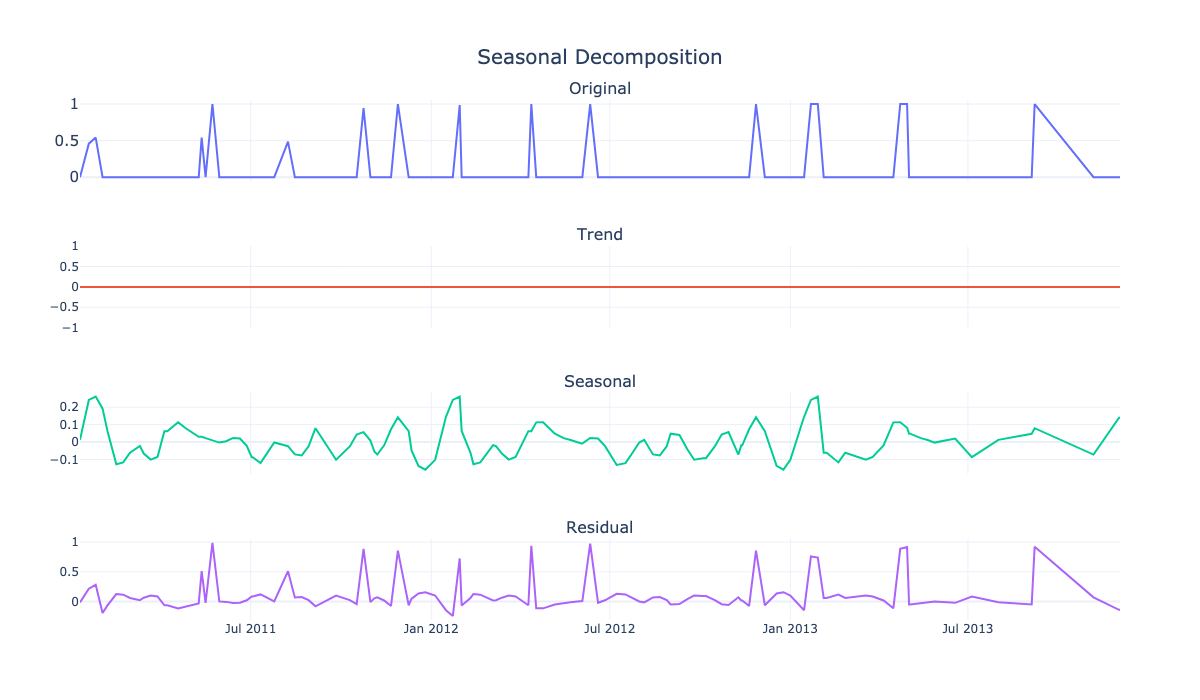 Seasonal Decomposition
Original
1
0.5
0
Trend
1
0.5
0
−0.5
−1
Seasonal
0.2
0.1
0
−0.1
Residual
1
0.5
0
Jul 2011 Jan 2012 Jul 2012 Jan 2013 Jul 2013